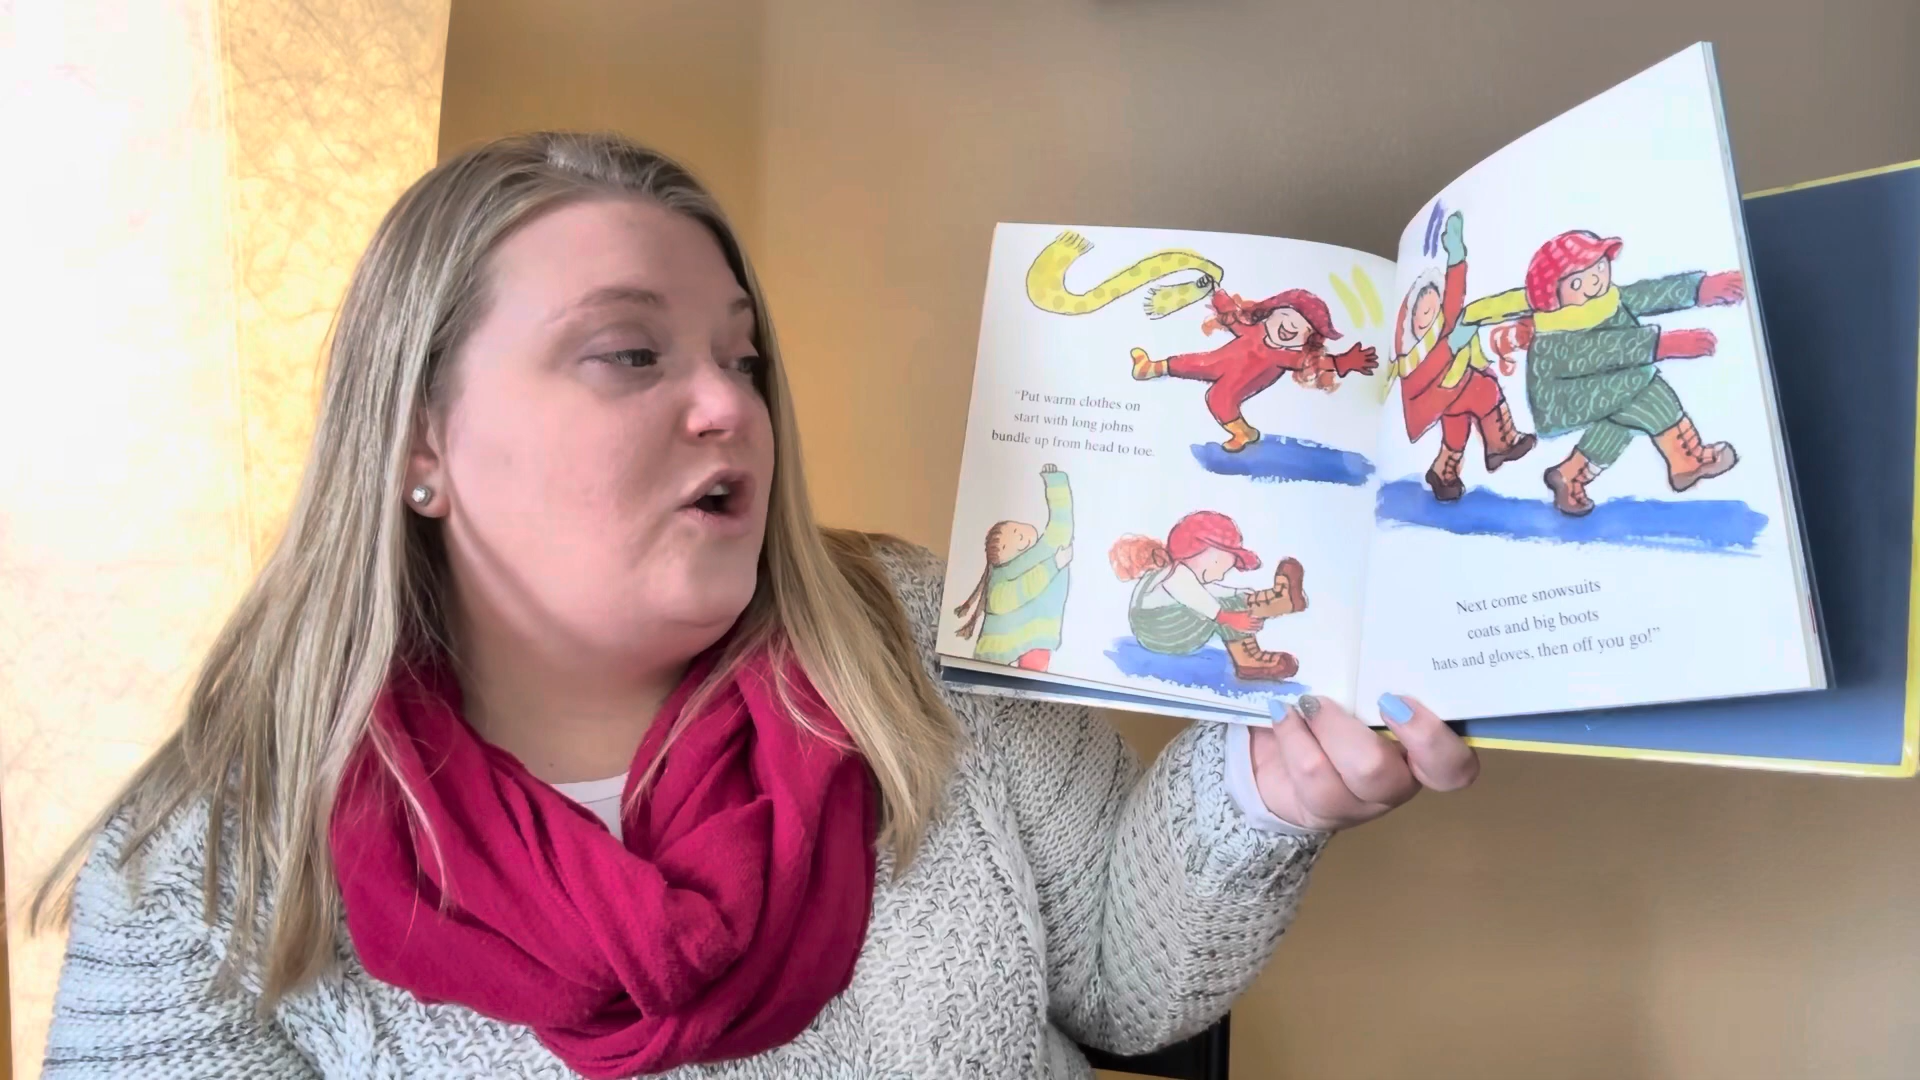 “Put warm clothes on
start with long johns
bundle up from head to toe.
Next come snowsuits
coats and big boots
hats and gloves, then off you go!”